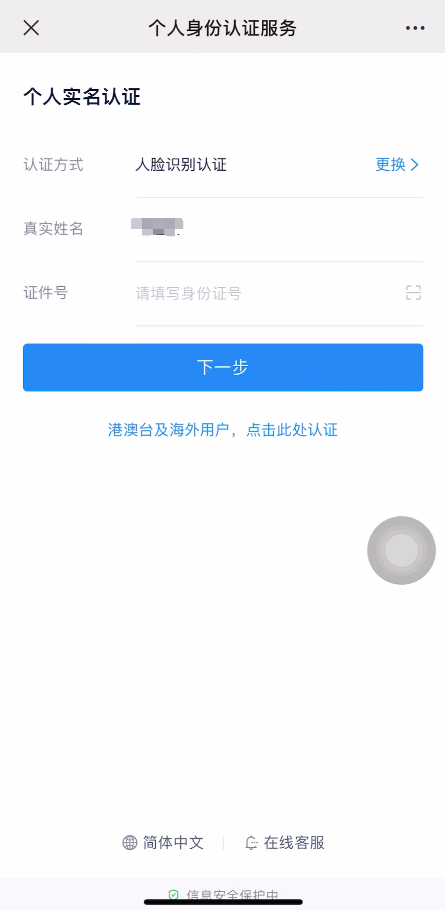 个人身份认证服务
个人实名认证
认证方式 人脸识别认证 更换
真实姓名
证件号 请填写身份证号
下一步
港澳台及海外用户，点击此处认证
简体中文 在线客服
信息安全保护中